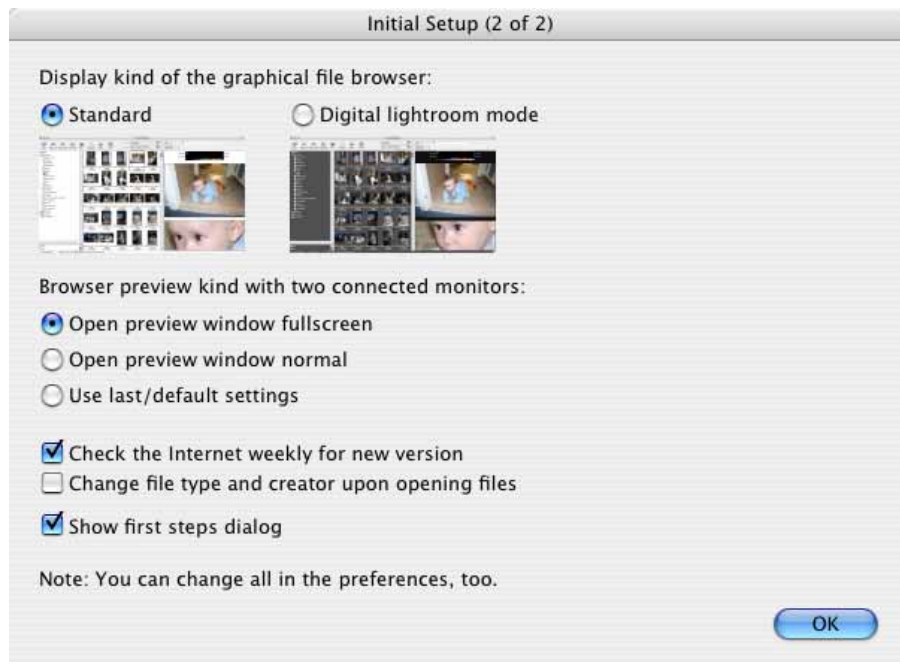 Initial Setup (2 of 2)
Display kind of the graphical file browser:
Standard
Digital lightroom mode
Browser preview kind with two connected monitors:
Open preview window fullscreen
Open preview window normal
Use last/default settings
Check the Internet weekly for new version
Change file type and creator upon opening files
Show first steps dialog
Note: You can change all in the preferences, too.
OK